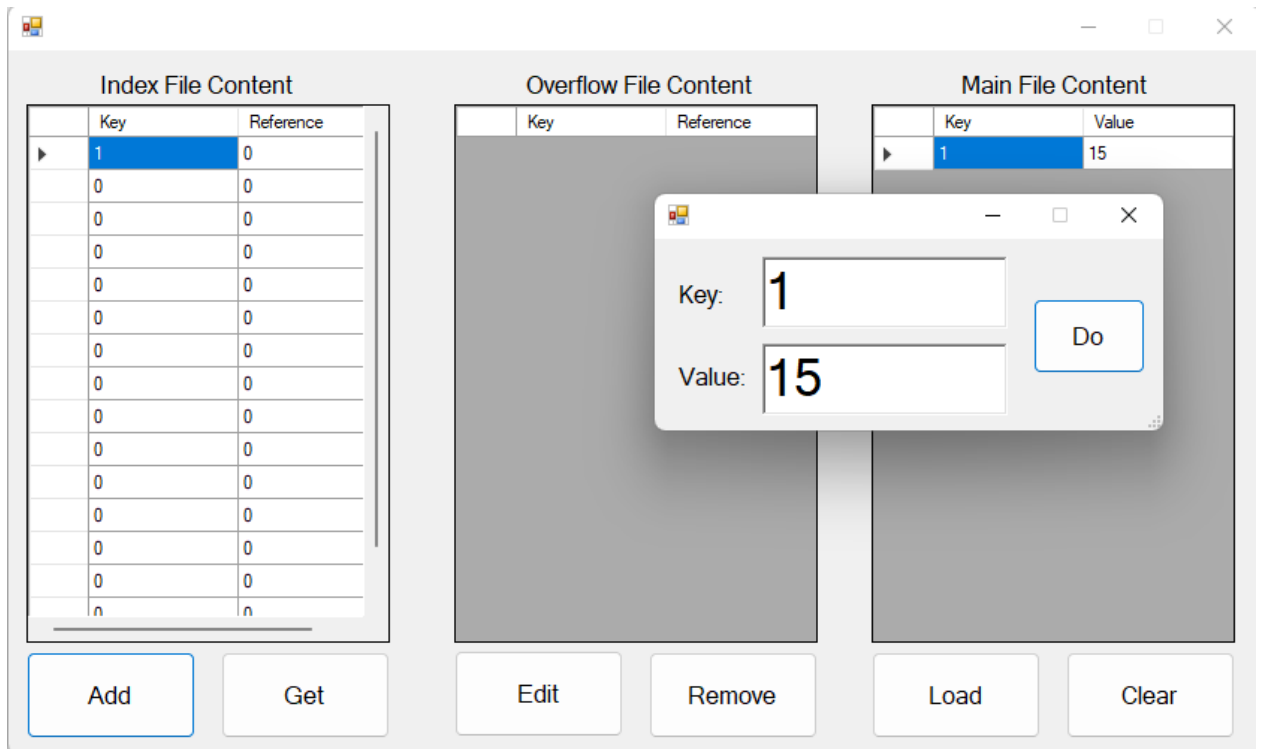 Index File Content
Key Reference
1 0
0 0
0 0
0 0
0 0
0 0
0 0
0 0
0 0
0 0
0 0
0 0
0 0
0 0
0 0
Overflow File Content
Key Reference
Main File Content
Key Value
1 15
Key: 1
Value: 15
Do
Add
Get
Edit
Remove
Load
Clear